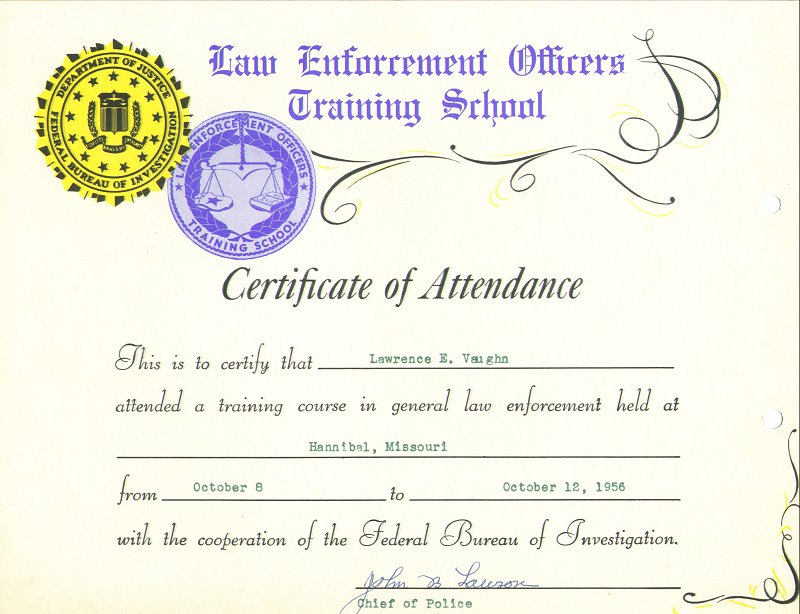 Law Enforcement Officers
Training School
DEPARTMENT OF JUSTICE
FEDERAL BUREAU OF INVESTIGATION
LAW ENFORCEMENT OFFICERS
TRAINING SCHOOL
Certificate of Attendance
This is to certify that Lawrence E. Vaughn
attended a training course in general law enforcement held at
Hannibal, Missouri
from October 8 to October 12, 1956
with the cooperation of the Federal Bureau of Investigation.
John B Lawson
Chief of Police